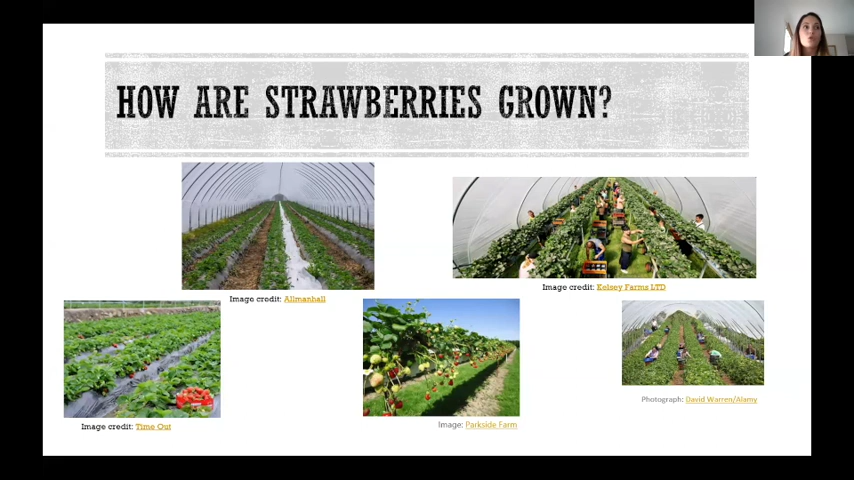 HOW ARE STRAWBERRIES GROWN?
Image credit: Kelsey Farms LTD
Image credit: Allmanhall
Photograph: David Warren/Alamy
Image: Parkside Farm
Image credit: Time Out